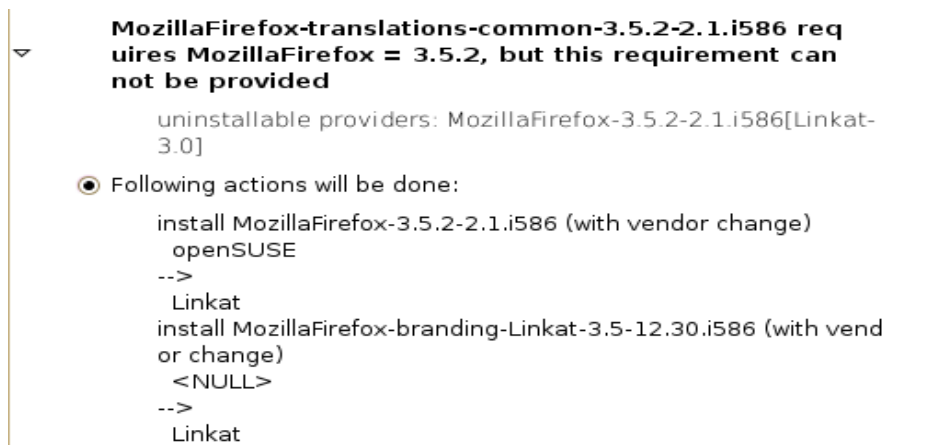 MozillaFirefox-translations-common-3.5.2-2.1.i586 req
uires MozillaFirefox = 3.5.2, but this requirement can
not be provided
uninstallable providers: MozillaFirefox-3.5.2-2.1.i586[Linkat-
3.0]
Following actions will be done:
install MozillaFirefox-3.5.2-2.1.i586 (with vendor change)
openSUSE
-->
Linkat
install MozillaFirefox-branding-Linkat-3.5-12.30.i586 (with vend
or change)
<NULL>
-->
Linkat